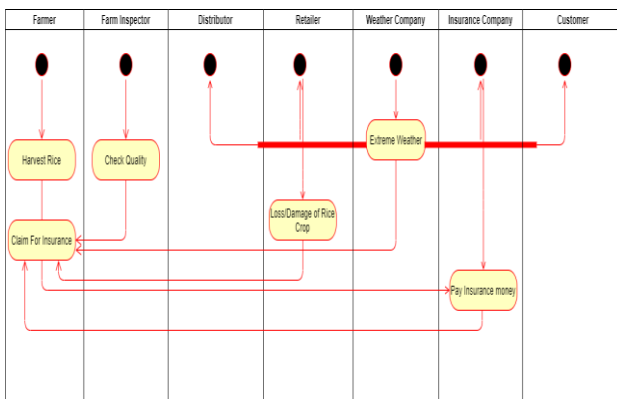 Farmer
Farm Inspector
Distributor
Retailer
Weather Company
Insurance Company
Customer
Extreme Weather
Harvest Rice
Check Quality
Loss/Damage of Rice
Crop
Claim For Insurance
Pay Insurance money